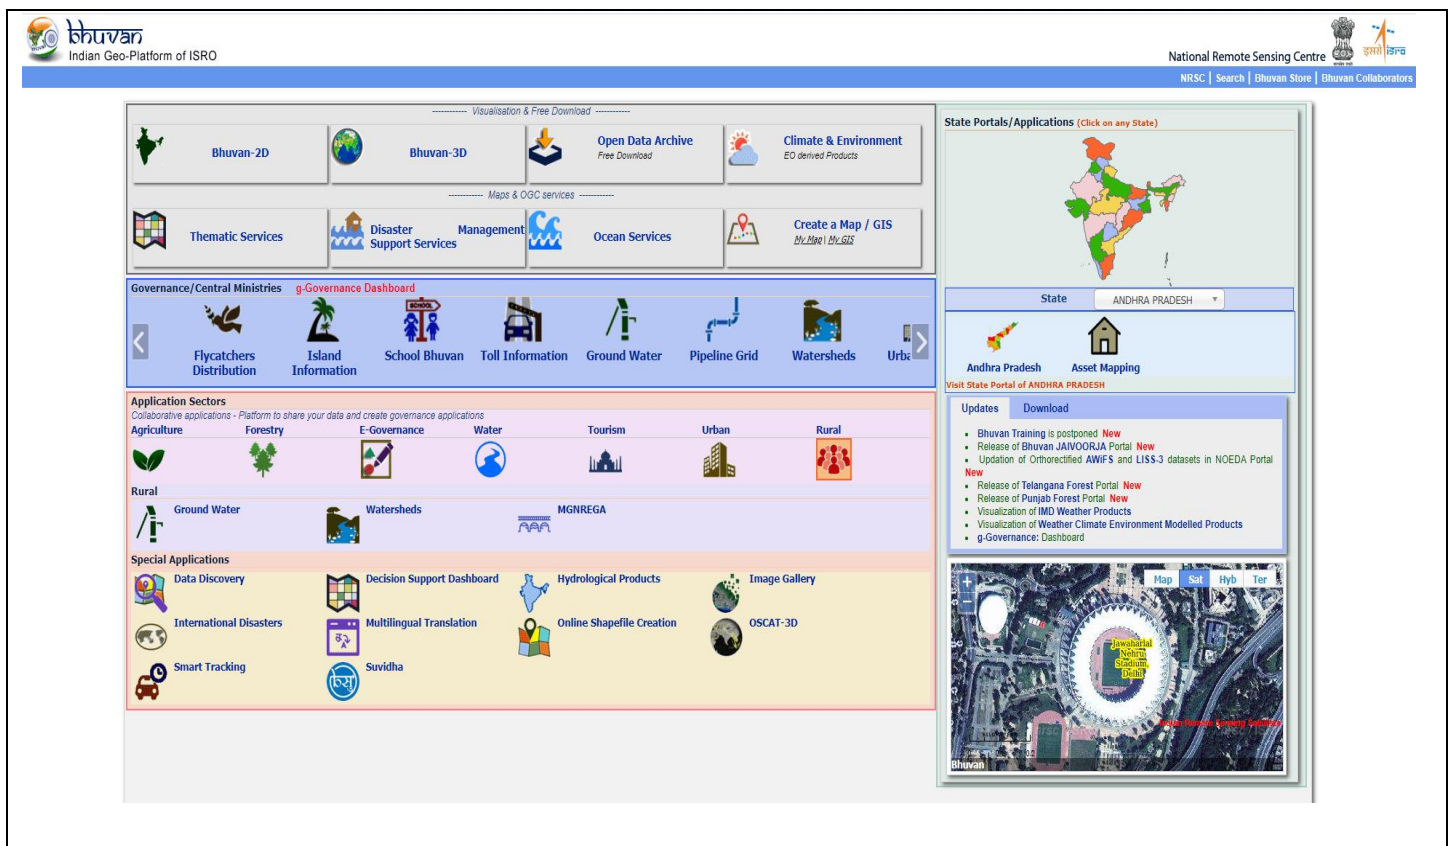 bhuvan
Indian Geo-Platform of ISRO
National Remote Sensing Centre
इसरो isro
NRSC | Search | Bhuvan Store | Bhuvan Collaborators
------------ Visualisation & Free Download ------------
Bhuvan-2D
Bhuvan-3D
Open Data Archive
Free Download
Climate & Environment
EO derived Products
------------ Maps & OGC services ------------
Thematic Services
Disaster Management
Support Services
Ocean Services
Create a Map / GIS
My Map | My GIS
Governance/Central Ministries g-Governance Dashboard
SCHOOL
Flycatchers
Distribution
Island
Information
School Bhuvan
Toll Information
Ground Water
Pipeline Grid
Watersheds
Urba
Application Sectors
Collaborative applications - Platform to share your data and create governance applications
Agriculture Forestry E-Governance Water Tourism Urban Rural
Rural
Ground Water Watersheds MGNREGA
Special Applications
Data Discovery Decision Support Dashboard Hydrological Products Image Gallery
International Disasters Multilingual Translation Online Shapefile Creation OSCAT-3D
Smart Tracking Suvidha
State Portals/Applications (Click on any State)
State ANDHRA PRADESH
Andhra Pradesh Asset Mapping
Visit State Portal of ANDHRA PRADESH
Updates Download
• Bhuvan Training is postponed New
• Release of Bhuvan JAIVOORJA Portal New
• Updation of Orthorectified AWiFS and LISS-3 datasets in NOEDA Portal
New
• Release of Telangana Forest Portal New
• Release of Punjab Forest Portal New
• Visualization of IMD Weather Products
• Visualization of Weather Climate Environment Modelled Products
• g-Governance: Dashboard
+
−
Map Sat Hyb Ter
Jawaharlal
Nehru
Stadium,
Delhi
Indian Remote Sensing Satellite
Bhuvan